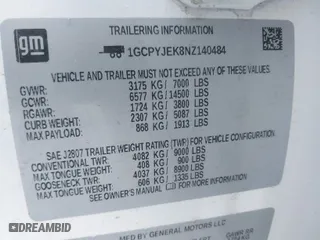 gm
TRAILERING INFORMATION
1GCPYJEK8NZ140484
VEHICLE AND TRAILER MUST NOT EXCEED ANY WEIGHTS
GVWR: 3175 KG / 7000 LBS
GCWR: 6577 KG / 14500 LBS
RGAWR: 1724 KG / 3800 LBS
CURB WEIGHT: 2307 KG / 5087 LBS
MAX PAYLOAD: 868 KG / 1913 LBS
SAE J2807 TRAILER WEIGHT RATING (TWR) FOR VEHICLE CONFIGURATION
CONVENTIONAL TWR: 4082 KG / 9000 LBS
MAX TONGUE WEIGHT: 408 KG / 900 LBS
GOOSENECK TWR: 4037 KG / 8900 LBS
MAX TONGUE WEIGHT: 606 KG / 1335 LBS
SEE OWNER'S MANUAL FOR ADDITIONAL INFORMATION
BY GENERAL MOTORS LLC
DREAMBID